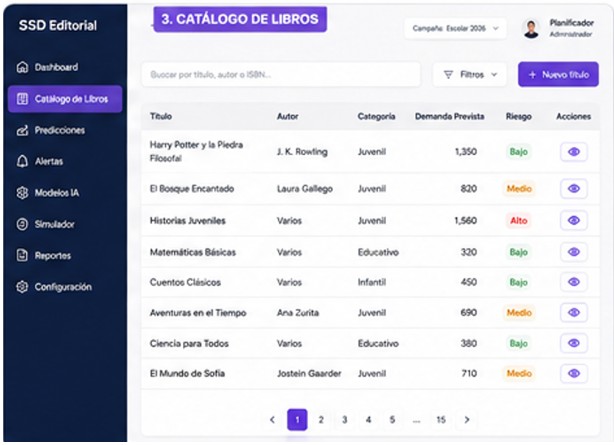 SSD Editorial
3. CATÁLOGO DE LIBROS
Campaña: Escolar 2026
Planificador
Administrador
Dashboard
Catálogo de Libros
Predicciones
Alertas
Modelos IA
Simulador
Reportes
Configuración
Buscar por título, autor o ISBN...
Filtros
+ Nuevo título
Título Autor Categoría Demanda Prevista Riesgo Acciones
Harry Potter y la Piedra
Filosofal J. K. Rowling Juvenil 1,350 Bajo
El Bosque Encantado Laura Gallego Juvenil 820 Medio
Historias Juveniles Varios Juvenil 1,560 Alto
Matemáticas Básicas Varios Educativo 320 Bajo
Cuentos Clásicos Varios Infantil 450 Bajo
Aventuras en el Tiempo Ana Zurita Juvenil 690 Medio
Ciencia para Todos Varios Educativo 380 Bajo
El Mundo de Sofía Jostein Gaarder Juvenil 710 Medio
< 1 2 3 4 5 ... 15 >